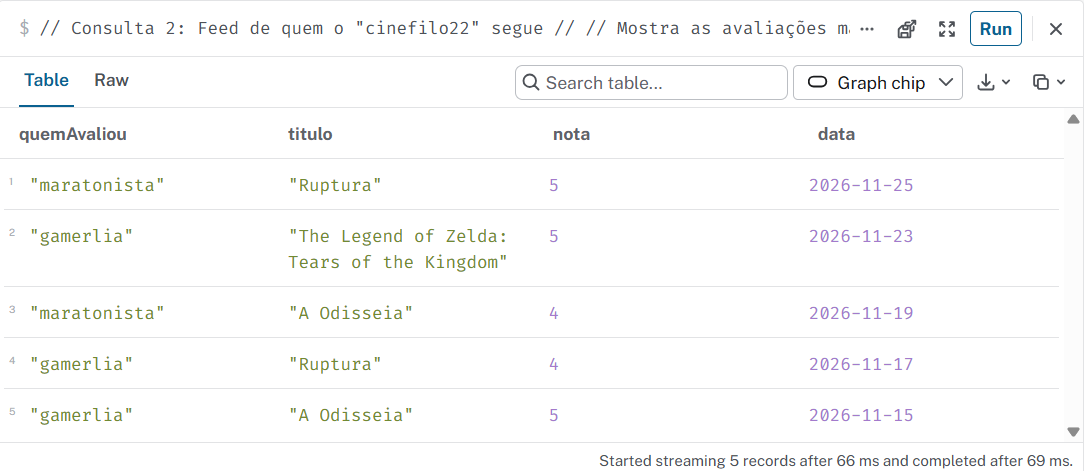 $ // Consulta 2: Feed de quem o "cinefilo22" segue // // Mostra as avaliações ma ...
Run
Table Raw
Search table...
Graph chip
quemAvaliou titulo nota data
1 "maratonista" "Ruptura" 5 2026-11-25
2 "gamerlia" "The Legend of Zelda: 5 2026-11-23
Tears of the Kingdom"
3 "maratonista" "A Odisseia" 4 2026-11-19
4 "gamerlia" "Ruptura" 4 2026-11-17
5 "gamerlia" "A Odisseia" 5 2026-11-15
Started streaming 5 records after 66 ms and completed after 69 ms.